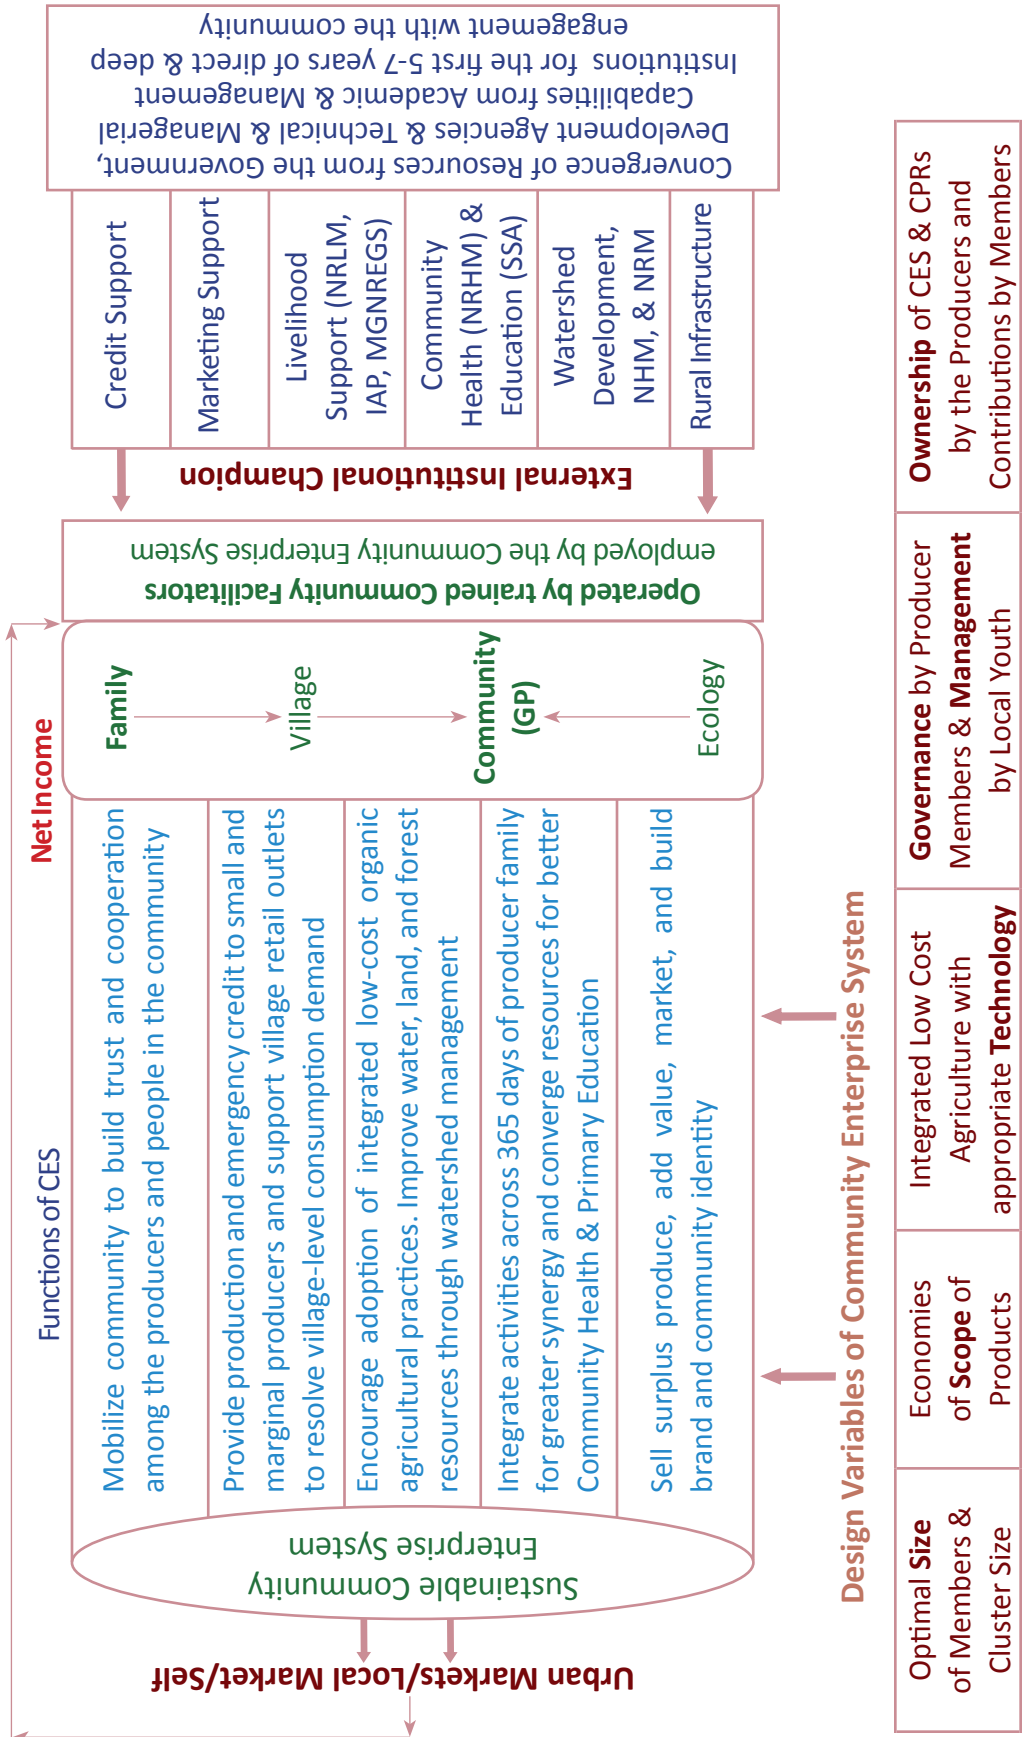 Functions of CES
Net Income
Urban Markets/Local Market/Self/
Sustainable Community
Enterprise System
Mobilize community to build trust and cooperation
among the producers and people in the community
Provide production and emergency credit to small and
marginal producers and support village retail outlets
to resolve village-level consumption demand
Encourage adoption of integrated low-cost organic
agricultural practices. Improve water, land, and forest
resources through watershed management
Integrate activities across 365 days of producer family
for greater synergy and converge resources for better
Community Health & Primary Education
Sell surplus produce, add value, market, and build
brand and community identity
Family
Village
Community
(GP)
Ecology
Operated by trained Community Facilitators
employed by the Community Enterprise System
External Institutional Champion
Credit Support
Marketing Support
Livelihood
Support (NRLM,
IAP, MGNREGS)
Community
Health (NRHM) &
Education (SSA)
Watershed
Development,
NHM, & NRM
Rural Infrastructure
Convergence of Resources from the Government,
Development Agencies & Technical & Managerial
Capabilities from Academic & Management
Institutions for the first 5-7 years of direct & deep
engagement with the community
Design Variables of Community Enterprise System
Optimal Size
of Members &
Cluster Size
Economies
of Scope of
Products
Integrated Low Cost
Agriculture with
appropriate Technology
Governance by Producer
Members & Management
by Local Youth
Ownership of CES & CPRs
by the Producers and
Contributions by Members